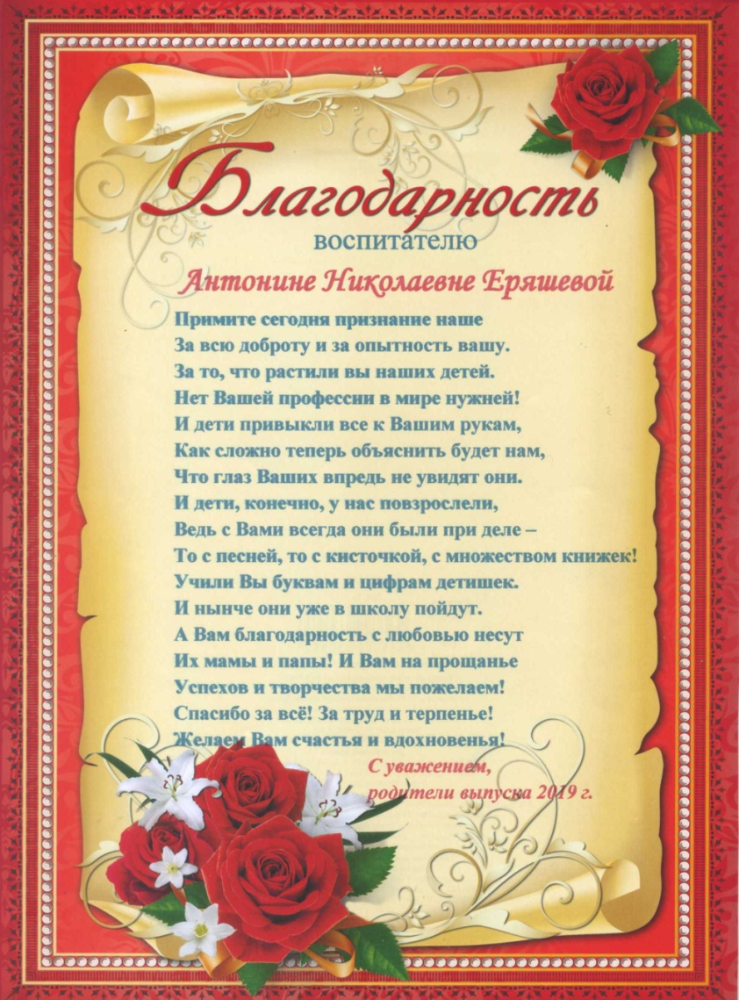 Благодарность
воспитателю
Антонине Николаевне Еряшевой
Примите сегодня признание наше
За всю доброту и за опытность вашу.
За то, что растили вы наших детей.
Нет Вашей профессии в мире нужней!
И дети привыкли все к Вашим рукам,
Как сложно теперь объяснить будет нам,
Что глаз Ваших впредь не увидят они.
И дети, конечно, у нас повзрослели,
Ведь с Вами всегда они были при деле –
То с песней, то с кисточкой, с множеством книжек!
Учили Вы буквам и цифрам детишек.
И нынче они уже в школу пойдут.
А Вам благодарность с любовью несут
Их мамы и папы! И Вам на прощанье
Успехов и творчества мы пожелаем!
Спасибо за всё! За труд и терпенье!
Желаем Вам счастья и вдохновенья!
С уважением,
родители выпуска 2019 г.